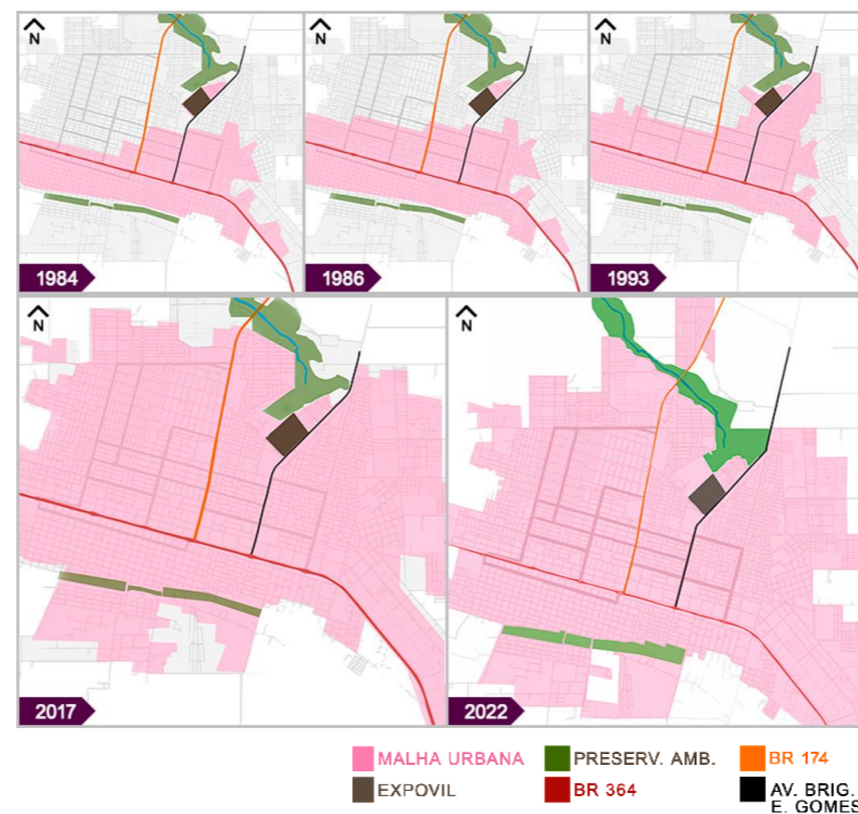 N
N
N
1984
1986
1993
N
N
2017
2022
MALHA URBANA
PRESERV. AMB.
BR 174
EXPOVIL
BR 364
AV. BRIG.
E. GOMES